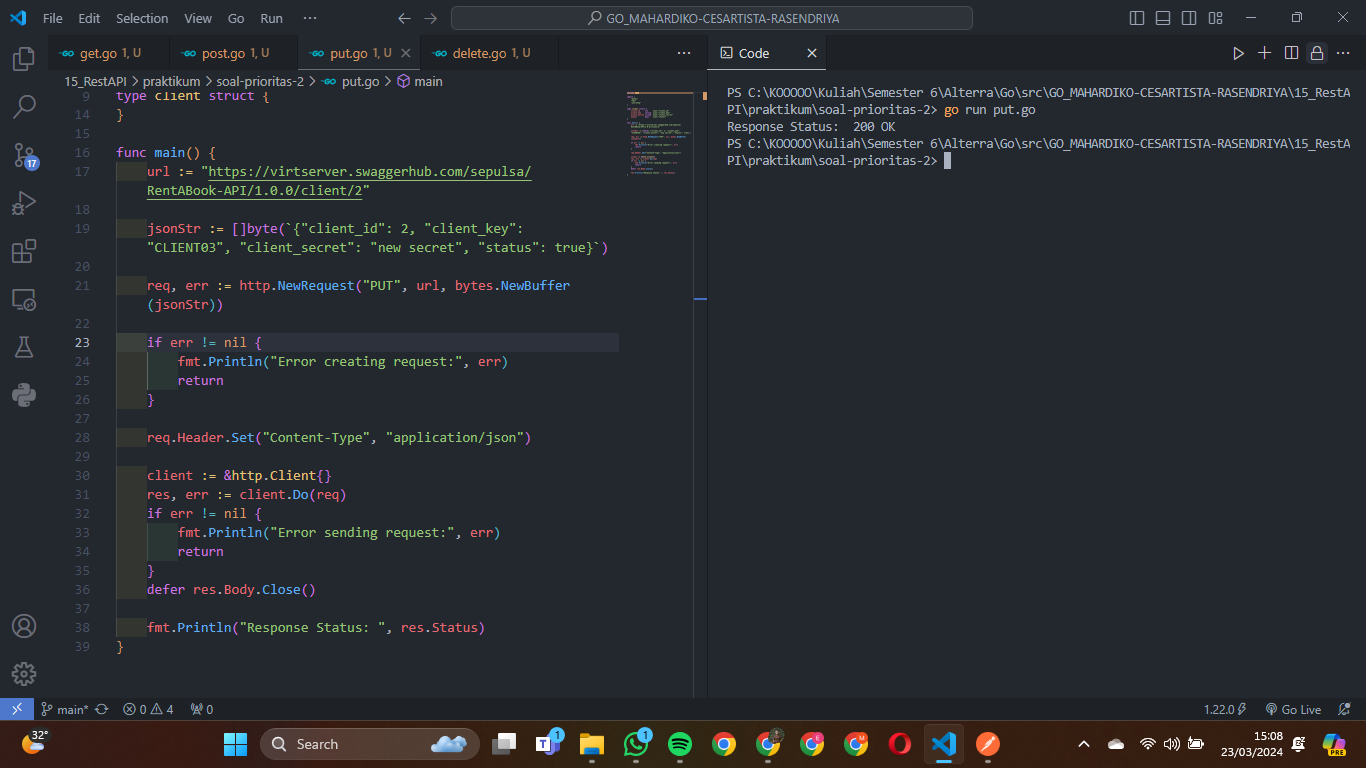 File Edit Selection View Go Run ···
GO_MAHARDIKO-CESARTISTA-RASENDRIYA
get.go 1, U
post.go 1, U
put.go 1, U
delete.go 1, U
15_RestAPI > praktikum > soal-prioritas-2 > put.go > main
9 type client struct {
14 }
15
16 func main() {
17 url := "https://virtserver.swaggerhub.com/sepulsa/
RentABook-API/1.0.0/client/2"
18
19 jsonStr := []byte(`{"client_id": 2, "client_key":
"CLIENT03", "client_secret": "new secret", "status": true}`)
20
21 req, err := http.NewRequest("PUT", url, bytes.NewBuffer
(jsonStr))
22
23 if err != nil {
24 fmt.Println("Error creating request:", err)
25 return
26 }
27
28 req.Header.Set("Content-Type", "application/json")
29
30 client := &http.Client{}
31 res, err := client.Do(req)
32 if err != nil {
33 fmt.Println("Error sending request:", err)
34 return
35 }
36 defer res.Body.Close()
37
38 fmt.Println("Response Status: ", res.Status)
39 }
Code
PS C:\KOOOOO\Kuliah\Semester 6\Alterra\Go\src\GO_MAHARDIKO-CESARTISTA-RASENDRIYA\15_RestA
PI\praktikum\soal-prioritas-2> go run put.go
Response Status:  200 OK
PS C:\KOOOOO\Kuliah\Semester 6\Alterra\Go\src\GO_MAHARDIKO-CESARTISTA-RASENDRIYA\15_RestA
PI\praktikum\soal-prioritas-2>
17
main* 0 4 0
1.22.0 Go Live
32°
Search
1
1
15:08
23/03/2024
PRE